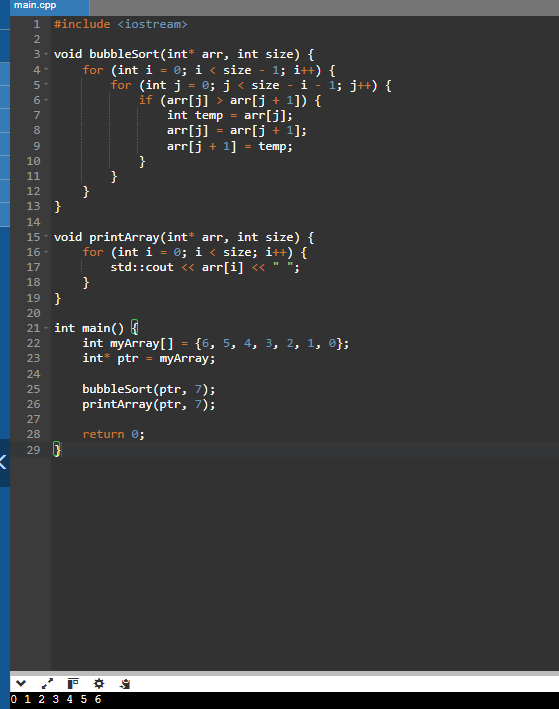 main.cpp
1 #include <iostream>
2
3 void bubbleSort(int* arr, int size) {
4     for (int i = 0; i < size - 1; i++) {
5         for (int j = 0; j < size - i - 1; j++) {
6             if (arr[j] > arr[j + 1]) {
7                 int temp = arr[j];
8                 arr[j] = arr[j + 1];
9                 arr[j + 1] = temp;
10             }
11         }
12     }
13 }
14
15 void printArray(int* arr, int size) {
16     for (int i = 0; i < size; i++) {
17         std::cout << arr[i] << " ";
18     }
19 }
20
21 int main() {
22     int myArray[] = {6, 5, 4, 3, 2, 1, 0};
23     int* ptr = myArray;
24
25     bubbleSort(ptr, 7);
26     printArray(ptr, 7);
27
28     return 0;
29 }
0 1 2 3 4 5 6